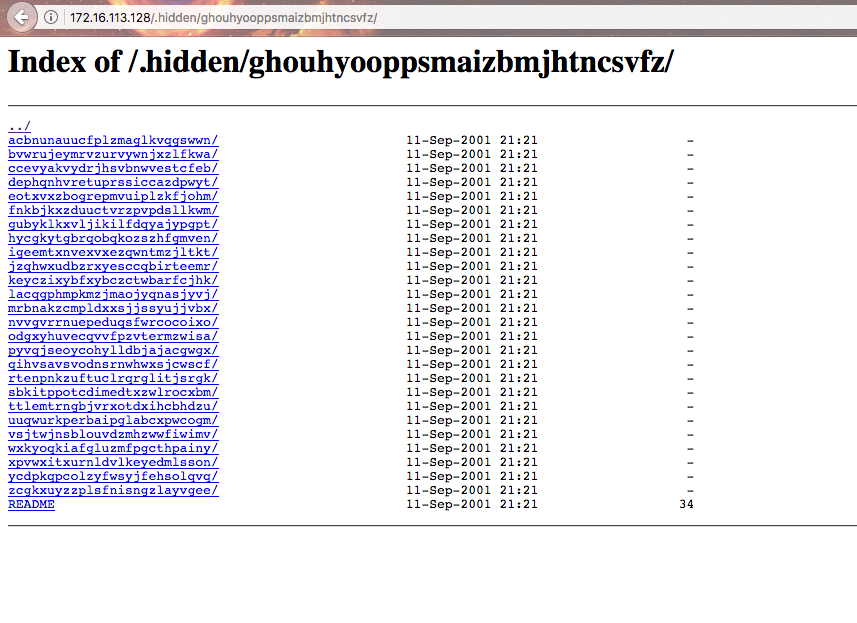 172.16.113.128/.hidden/ghouhyooppsmaizbmjhtncsvfz/
Index of /.hidden/ghouhyooppsmaizbmjhtncsvfz/
../
acbnunauucfplzmaglkvqgswwn/ 11-Sep-2001 21:21 -
bvwrujeymrvzurvywnjxzlfkwa/ 11-Sep-2001 21:21 -
ccevyakvydrjhsvbnwvestcfeb/ 11-Sep-2001 21:21 -
dephqnhvretuprssiccazdpwyt/ 11-Sep-2001 21:21 -
eotxvxzbogrepmvuiplzkfjohm/ 11-Sep-2001 21:21 -
fnkbjkxzduuctvrzpvpdsllkwm/ 11-Sep-2001 21:21 -
gubyklkxvljikilfdqyajypgpt/ 11-Sep-2001 21:21 -
hycgkytgbrqobqkozszhfgmven/ 11-Sep-2001 21:21 -
igeemtxnvexvxezqwntmzjltkt/ 11-Sep-2001 21:21 -
jzqhwxudbzrxyesccqbirteemr/ 11-Sep-2001 21:21 -
keyczixybfxybczctwbarfcjhk/ 11-Sep-2001 21:21 -
lacqgphmpkmzjmaojyqnasjyvj/ 11-Sep-2001 21:21 -
mrbnakzcmpldxxsjjssyujjvbx/ 11-Sep-2001 21:21 -
nvvgvrrnuepeduqsfwrcocoixo/ 11-Sep-2001 21:21 -
odgxyhuvecqvvfpzvtermzwisa/ 11-Sep-2001 21:21 -
pyvqjseoycohylldbjajacgwgx/ 11-Sep-2001 21:21 -
qihvsavsvodnsrnwhwxsjcwscf/ 11-Sep-2001 21:21 -
rtenpnkzuftuclrqrglitjsrgk/ 11-Sep-2001 21:21 -
sbkitppotcdimedtxzwlrocxbm/ 11-Sep-2001 21:21 -
ttlemtrngbjvrxotdxihcbhdzu/ 11-Sep-2001 21:21 -
uuqwurkperbaipglabcxpwcogm/ 11-Sep-2001 21:21 -
vsjtwjnsblouvdzmhzwwfiwimv/ 11-Sep-2001 21:21 -
wxkyoqkiafgluzmfpgcthpainy/ 11-Sep-2001 21:21 -
xpvwxitxurnldvlkeyedmlsson/ 11-Sep-2001 21:21 -
ycdpkqpcolzyfwsyjfehsolqvq/ 11-Sep-2001 21:21 -
zcgkxuyzzplsfnisngzlayvgee/ 11-Sep-2001 21:21 -
README 11-Sep-2001 21:21 34